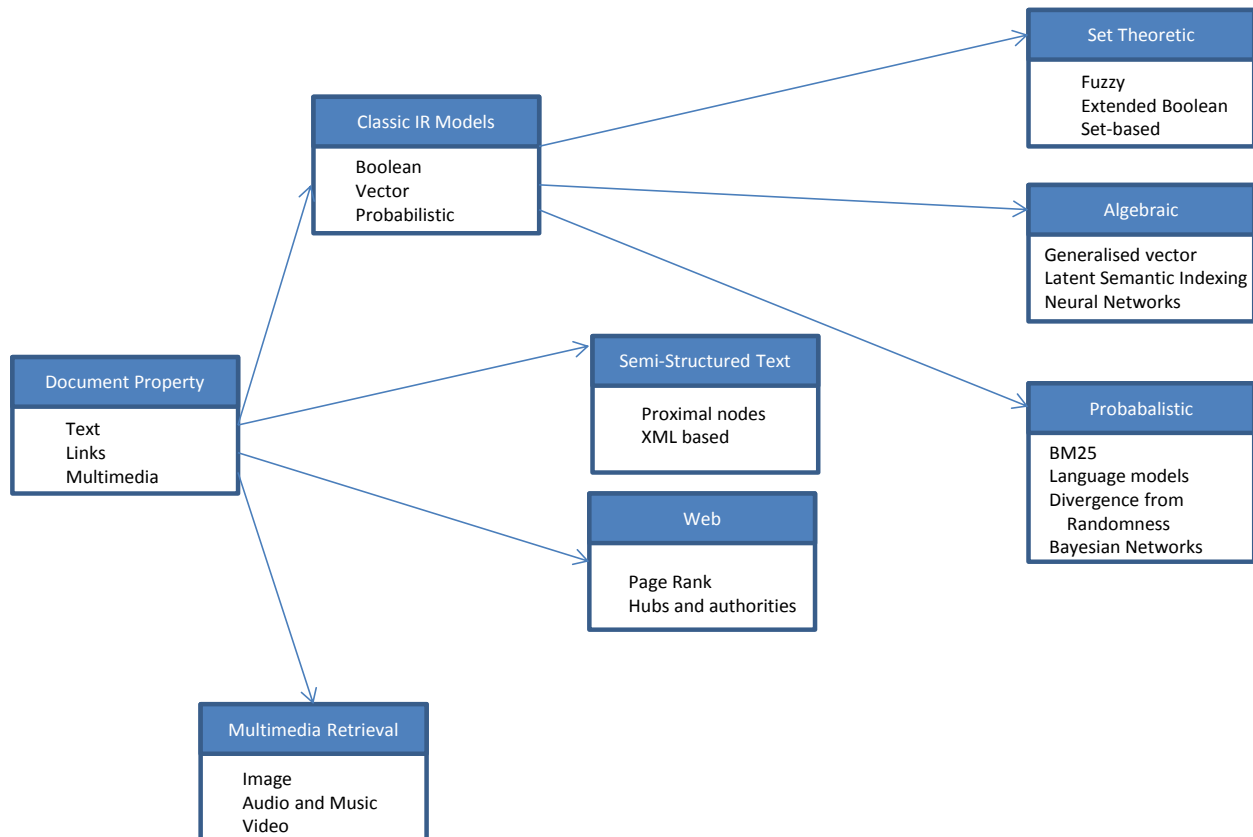 Set Theoretic
Fuzzy
Extended Boolean
Set-based
Classic IR Models
Boolean
Vector
Probabilistic
Algebraic
Generalised vector
Latent Semantic Indexing
Neural Networks
Semi-Structured Text
Proximal nodes
XML based
Document Property
Text
Links
Multimedia
Probabalistic
BM25
Language models
Divergence from
Randomness
Bayesian Networks
Web
Page Rank
Hubs and authorities
Multimedia Retrieval
Image
Audio and Music
Video